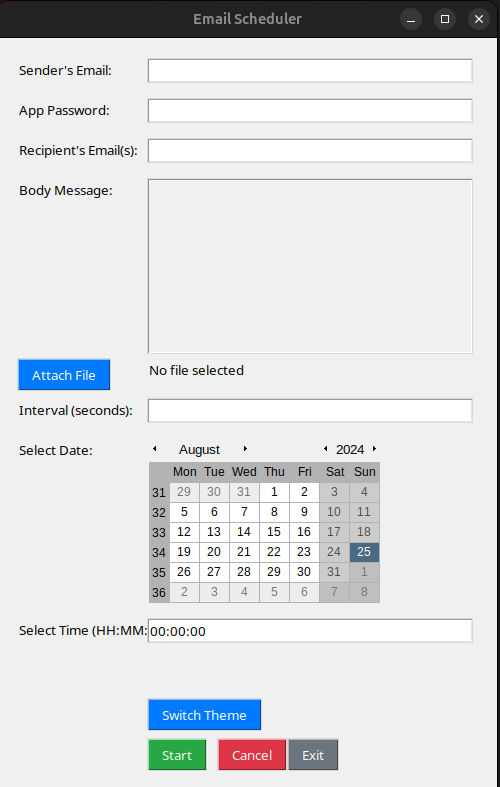 Email Scheduler
Sender's Email:
App Password:
Recipient's Email(s):
Body Message:
Attach File No file selected
Interval (seconds):
Select Date: August 2024
Mon Tue Wed Thu Fri Sat Sun
31 29 30 31 1 2 3 4
32 5 6 7 8 9 10 11
33 12 13 14 15 16 17 18
34 19 20 21 22 23 24 25
35 26 27 28 29 30 31 1
36 2 3 4 5 6 7 8
Select Time (HH:MM: 00:00:00
Switch Theme
Start Cancel Exit